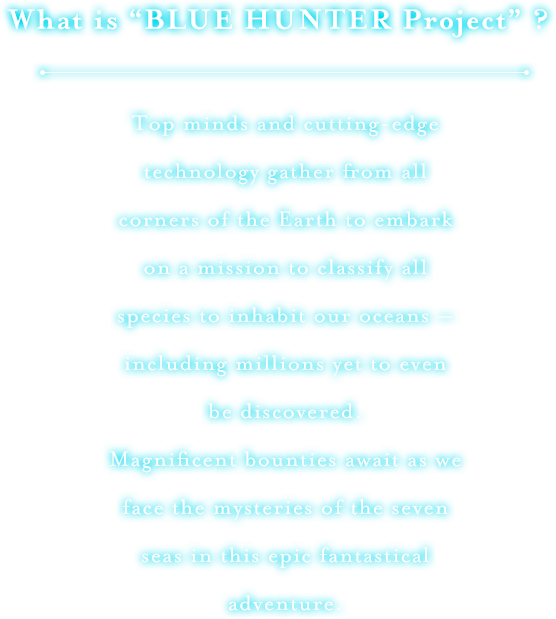 What is “BLUE HUNTER Project” ?
Top minds and cutting-edge
technology gather from all
corners of the Earth to embark
on a mission to classify all
species to inhabit our oceans –
including millions yet to even
be discovered.
Magnificent bounties await as we
face the mysteries of the seven
seas in this epic fantastical
adventure.